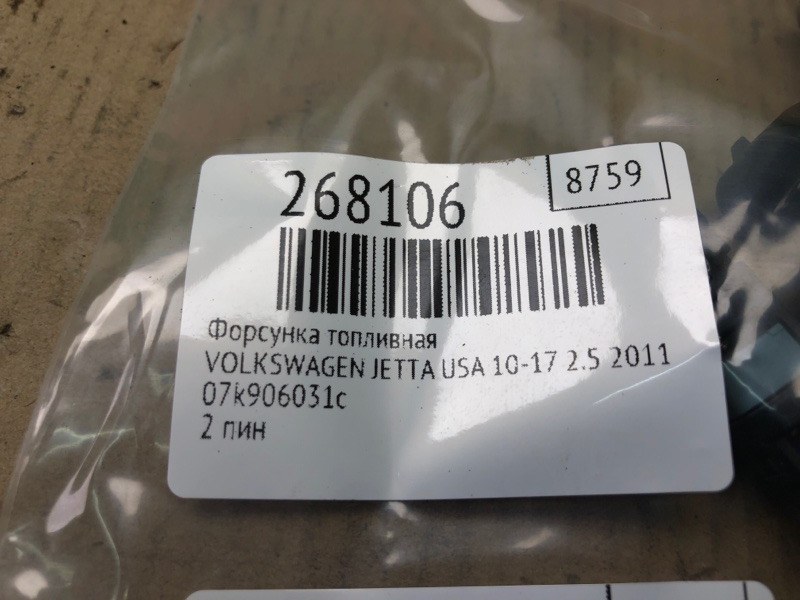 268106
8759
Форсунка топливная
VOLKSWAGEN JETTA USA 10-17 2.5 2011
07k906031c
2 пин